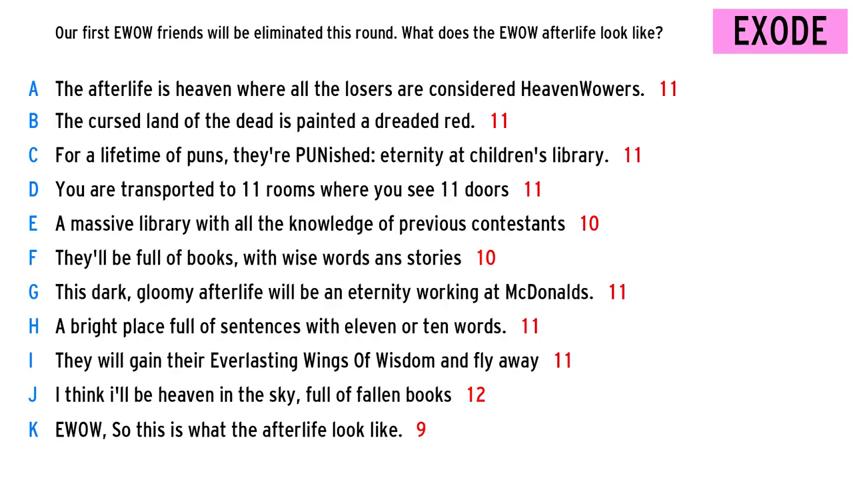 Our first EWOW friends will be eliminated this round. What does the EWOW afterlife look like?
EXODE
A The afterlife is heaven where all the losers are considered HeavenWowers. 11
B The cursed land of the dead is painted a dreaded red. 11
C For a lifetime of puns, they're PUNished: eternity at children's library. 11
D You are transported to 11 rooms where you see 11 doors 11
E A massive library with all the knowledge of previous contestants 10
F They'll be full of books, with wise words ans stories 10
G This dark, gloomy afterlife will be an eternity working at McDonalds. 11
H A bright place full of sentences with eleven or ten words. 11
I They will gain their Everlasting Wings Of Wisdom and fly away 11
J I think i'll be heaven in the sky, full of fallen books 12
K EWOW, So this is what the afterlife look like. 9